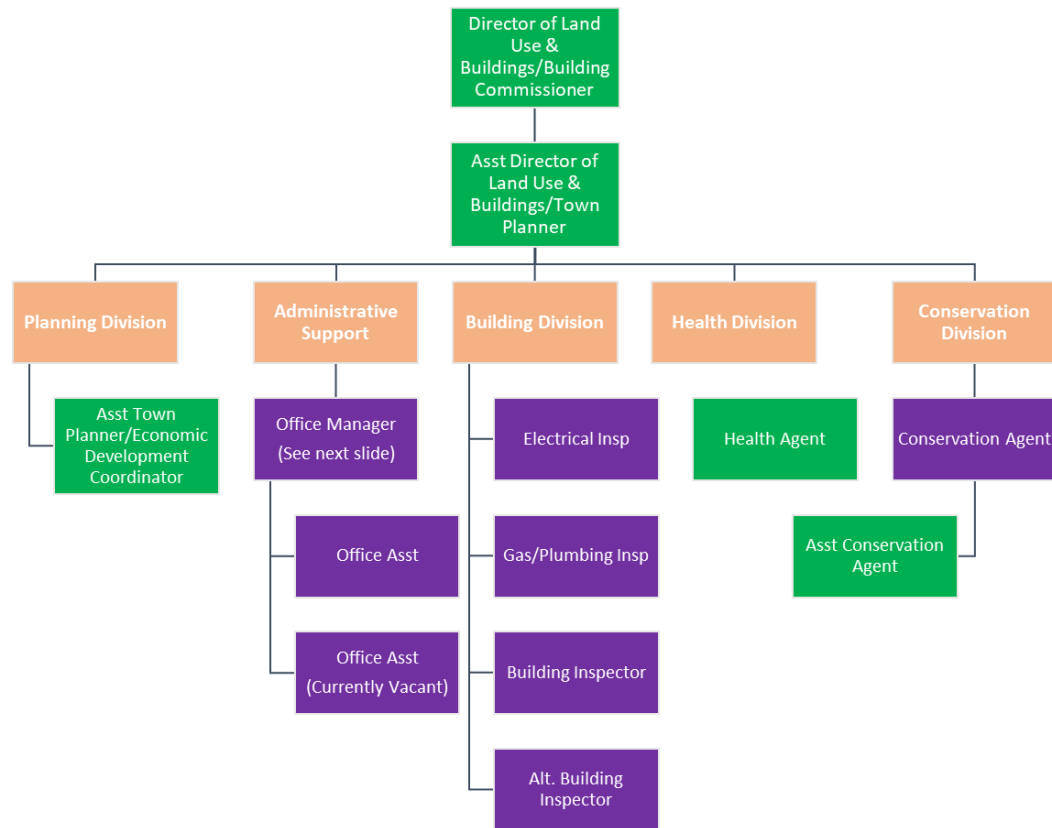 Director of Land
Use &
Buildings/Building
Commissioner
Asst Director of
Land Use &
Buildings/Town
Planner
Planning Division
Administrative
Support
Building Division
Health Division
Conservation
Division
Asst Town
Planner/Economic
Development
Coordinator
Office Manager
(See next slide)
Electrical Insp
Health Agent
Conservation Agent
Office Asst
Gas/Plumbing Insp
Asst Conservation
Agent
Office Asst
(Currently Vacant)
Building Inspector
Alt. Building
Inspector